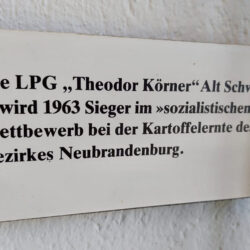 e LPG „Theodor Körner“ Alt Schw
wird 1963 Sieger im »sozialistischen
ettbewerb bei der Kartoffelernte de
ezirkes Neubrandenburg.